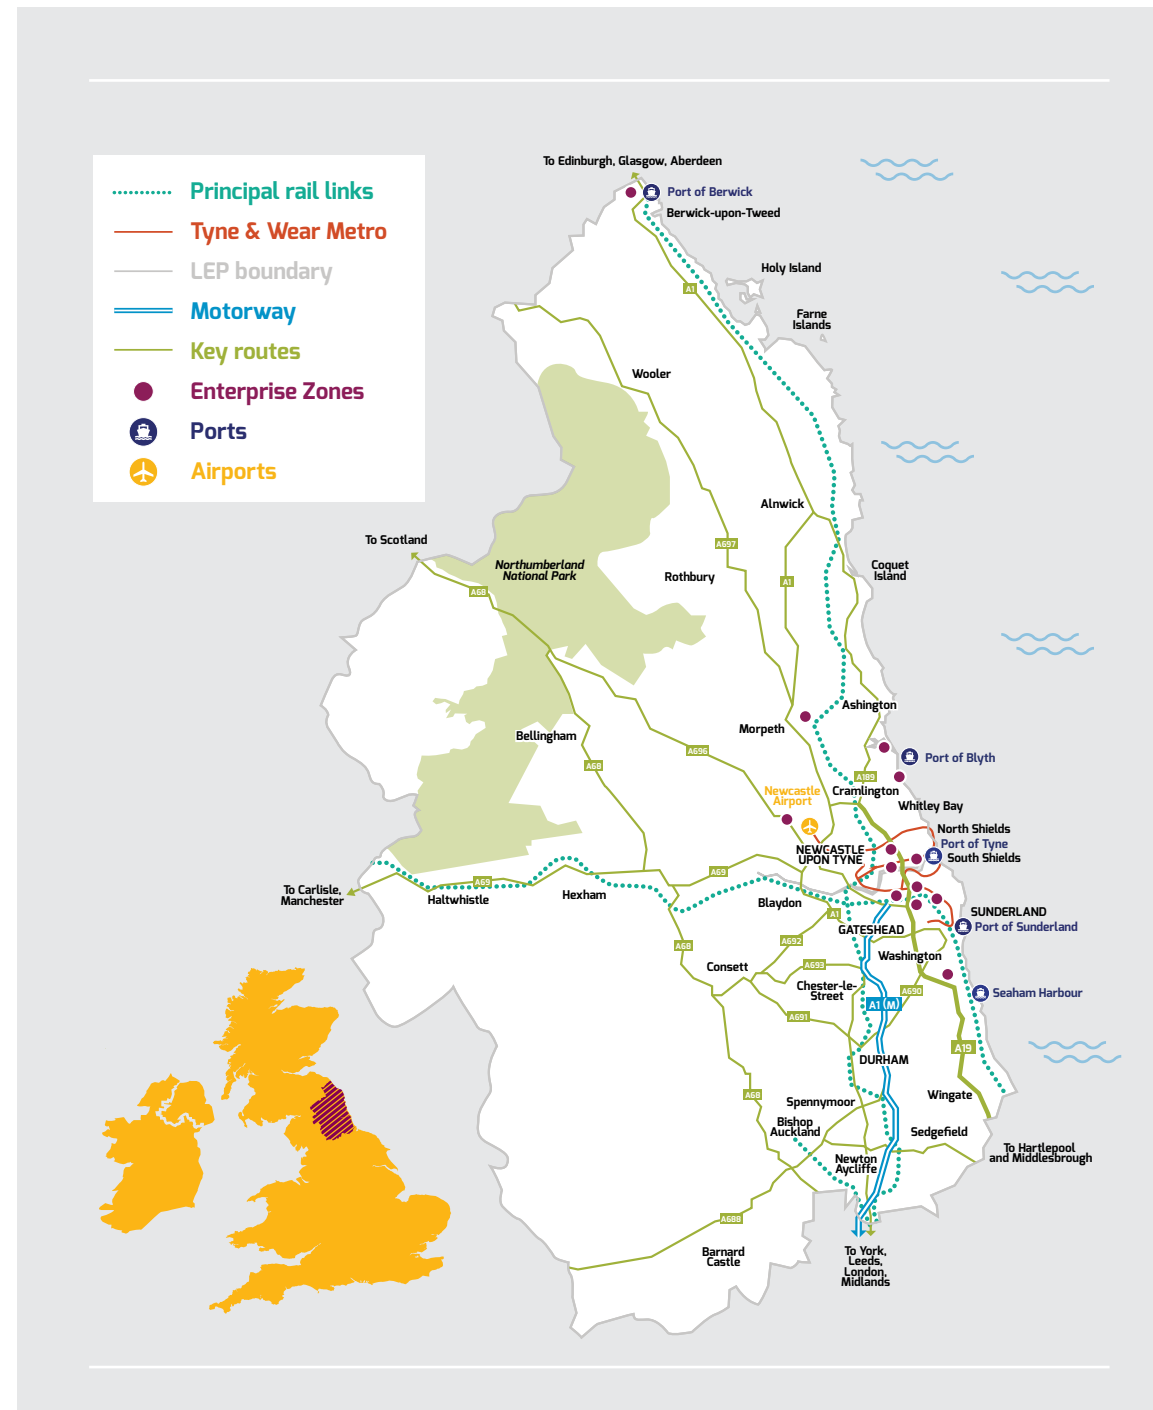 Principal rail links
Tyne & Wear Metro
LEP boundary
Motorway
Key routes
Enterprise Zones
Ports
Airports
To Edinburgh, Glasgow, Aberdeen
Port of Berwick
Berwick-upon-Tweed
Holy Island
A1
Farne
Islands
Wooler
Alnwick
To Scotland
A697
Northumberland
National Park
Coquet
Island
Rothbury
A1
A68
Ashington
Morpeth
Bellingham
A696
Port of Blyth
A68
A189
Newcastle
Airport
Cramlington
Whitley Bay
North Shields
Port of Tyne
NEWCASTLE
UPON TYNE
South Shields
A69
A69
To Carlisle,
Manchester
Haltwhistle
Hexham
Blaydon
A1
SUNDERLAND
Port of Sunderland
GATESHEAD
A692
A68
Washington
Consett
A693
Chester-le-
Street
A690
Seaham Harbour
A1 (M)
A691
A19
DURHAM
A68
Wingate
Spennymoor
Bishop
Auckland
Sedgefield
To Hartlepool
and Middlesbrough
Newton
Aycliffe
A688
Barnard
Castle
To York,
Leeds,
London,
Midlands